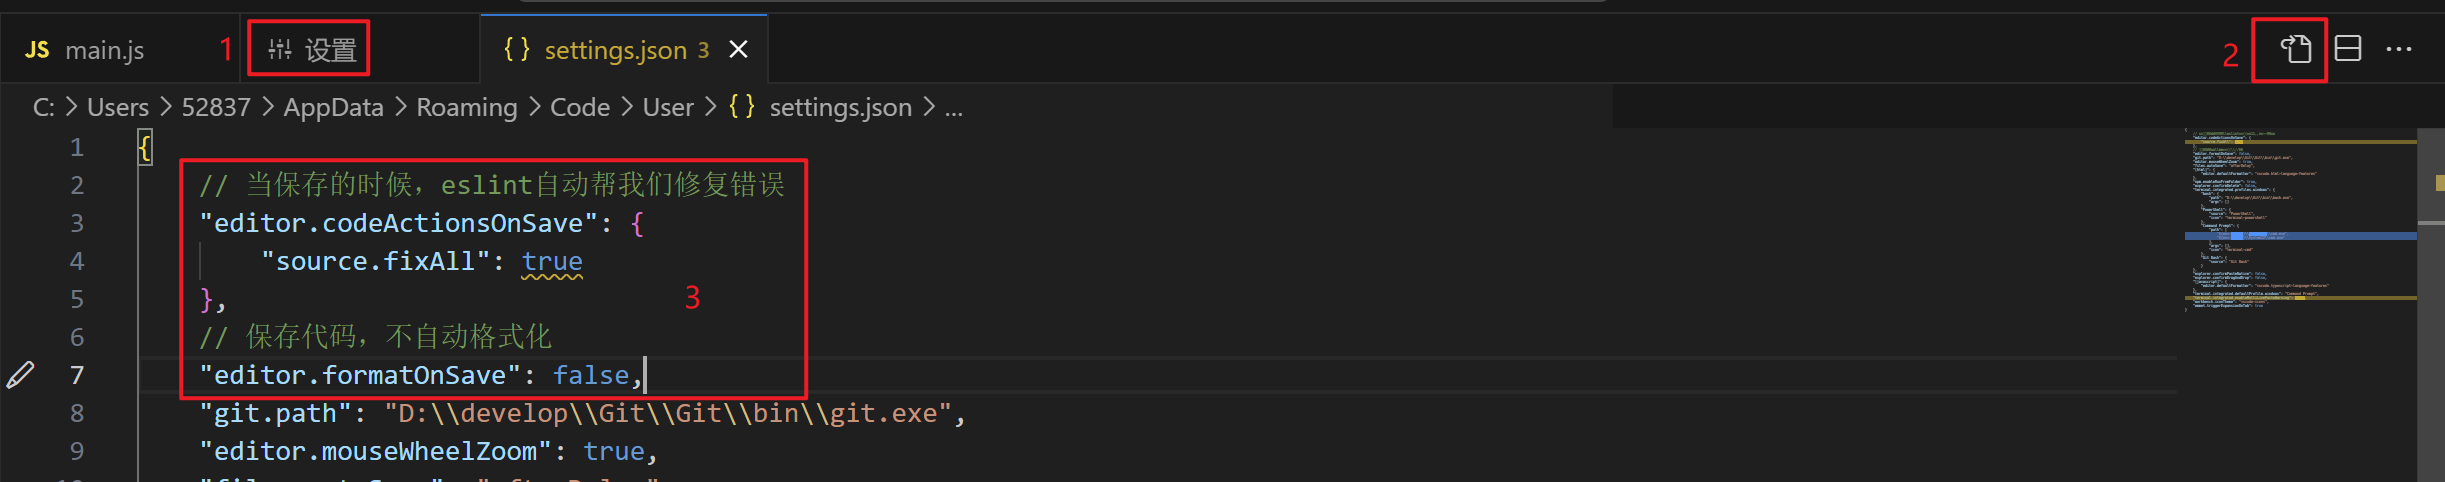 JS main.js 1 设置 {} settings.json 3 2
C: > Users > 52837 > AppData > Roaming > Code > User > {} settings.json > ...
1 {
2 // 当保存的时候，eslint自动帮我们修复错误
3 "editor.codeActionsOnSave": {
4 "source.fixAll": true
5 }, 3
6 // 保存代码，不自动格式化
7 "editor.formatOnSave": false,
8 "git.path": "D:\\develop\\Git\\Git\\bin\\git.exe",
9 "editor.mouseWheelZoom": true,